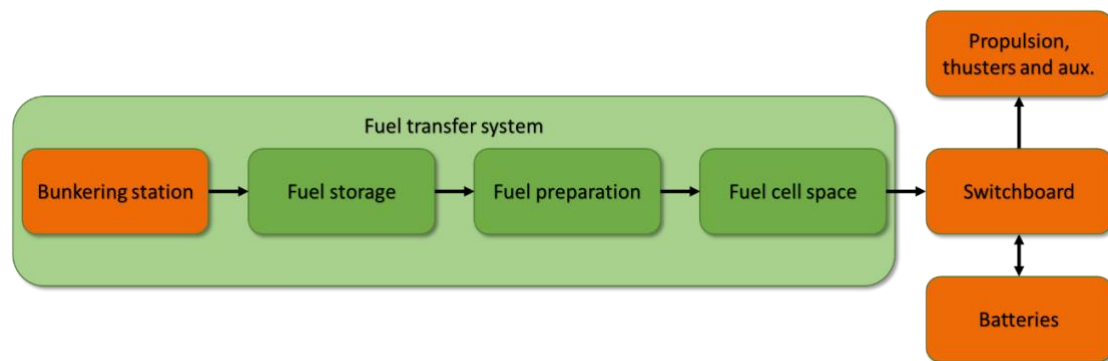 Propulsion,
thusters and aux.
Fuel transfer system
Bunkering station
Fuel storage
Fuel preparation
Fuel cell space
Switchboard
Batteries